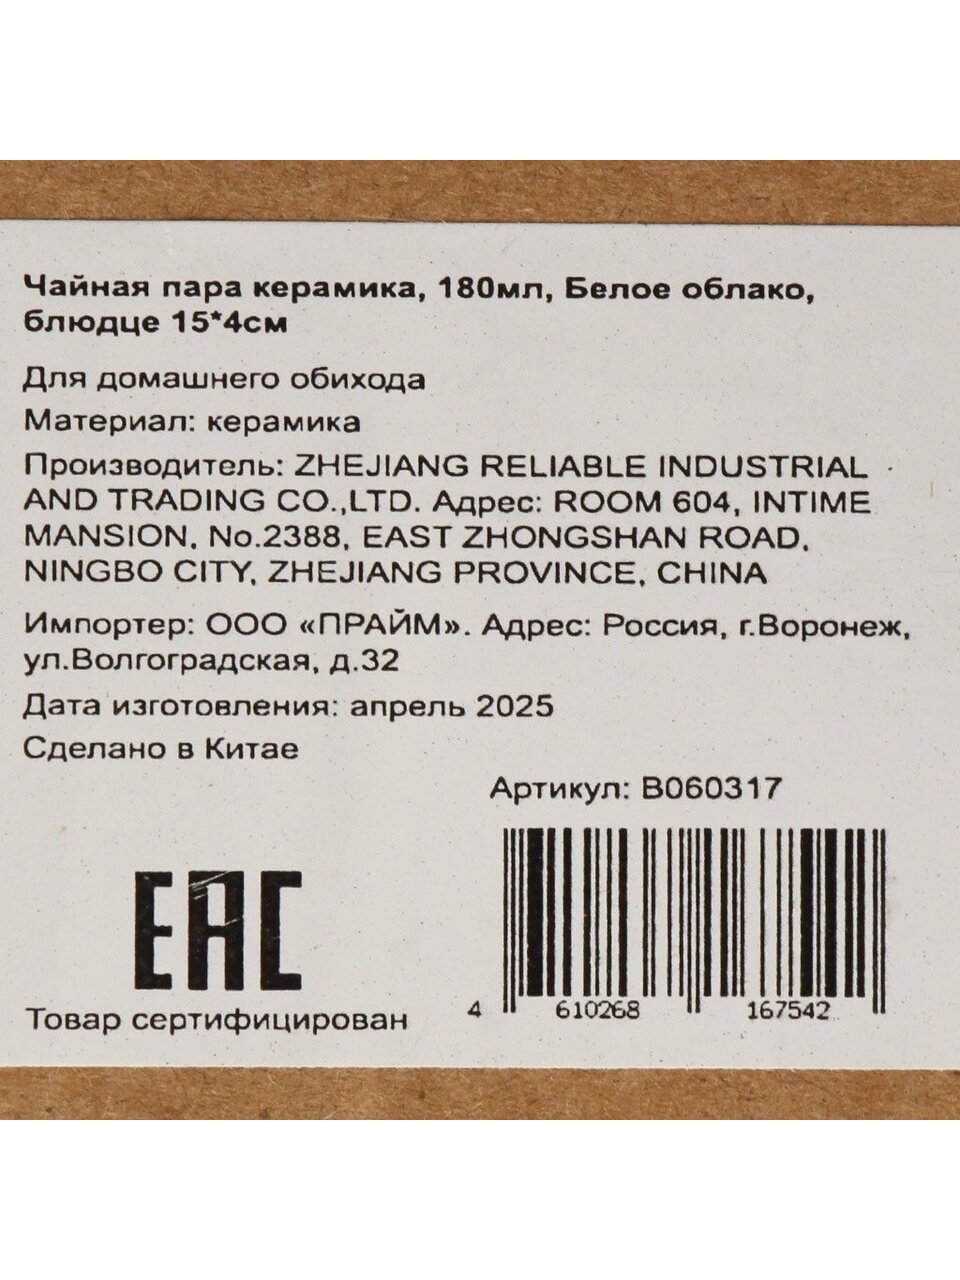 Чайная пара керамика, 180мл, Белое облако,
блюдце 15*4см
Для домашнего обихода
Материал: керамика
Производитель: ZHEJIANG RELIABLE INDUSTRIAL
AND TRADING CO.,LTD. Адрес: ROOM 604, INTIME
MANSION, No.2388, EAST ZHONGSHAN ROAD,
NINGBO CITY, ZHEJIANG PROVINCE, CHINA
Импортер: ООО «ПРАЙМ». Адрес: Россия, г.Воронеж,
ул.Волгоградская, д.32
Дата изготовления: апрель 2025
Сделано в Китае
Артикул: B060317
EAC
Товар сертифицирован
4 610268 167542